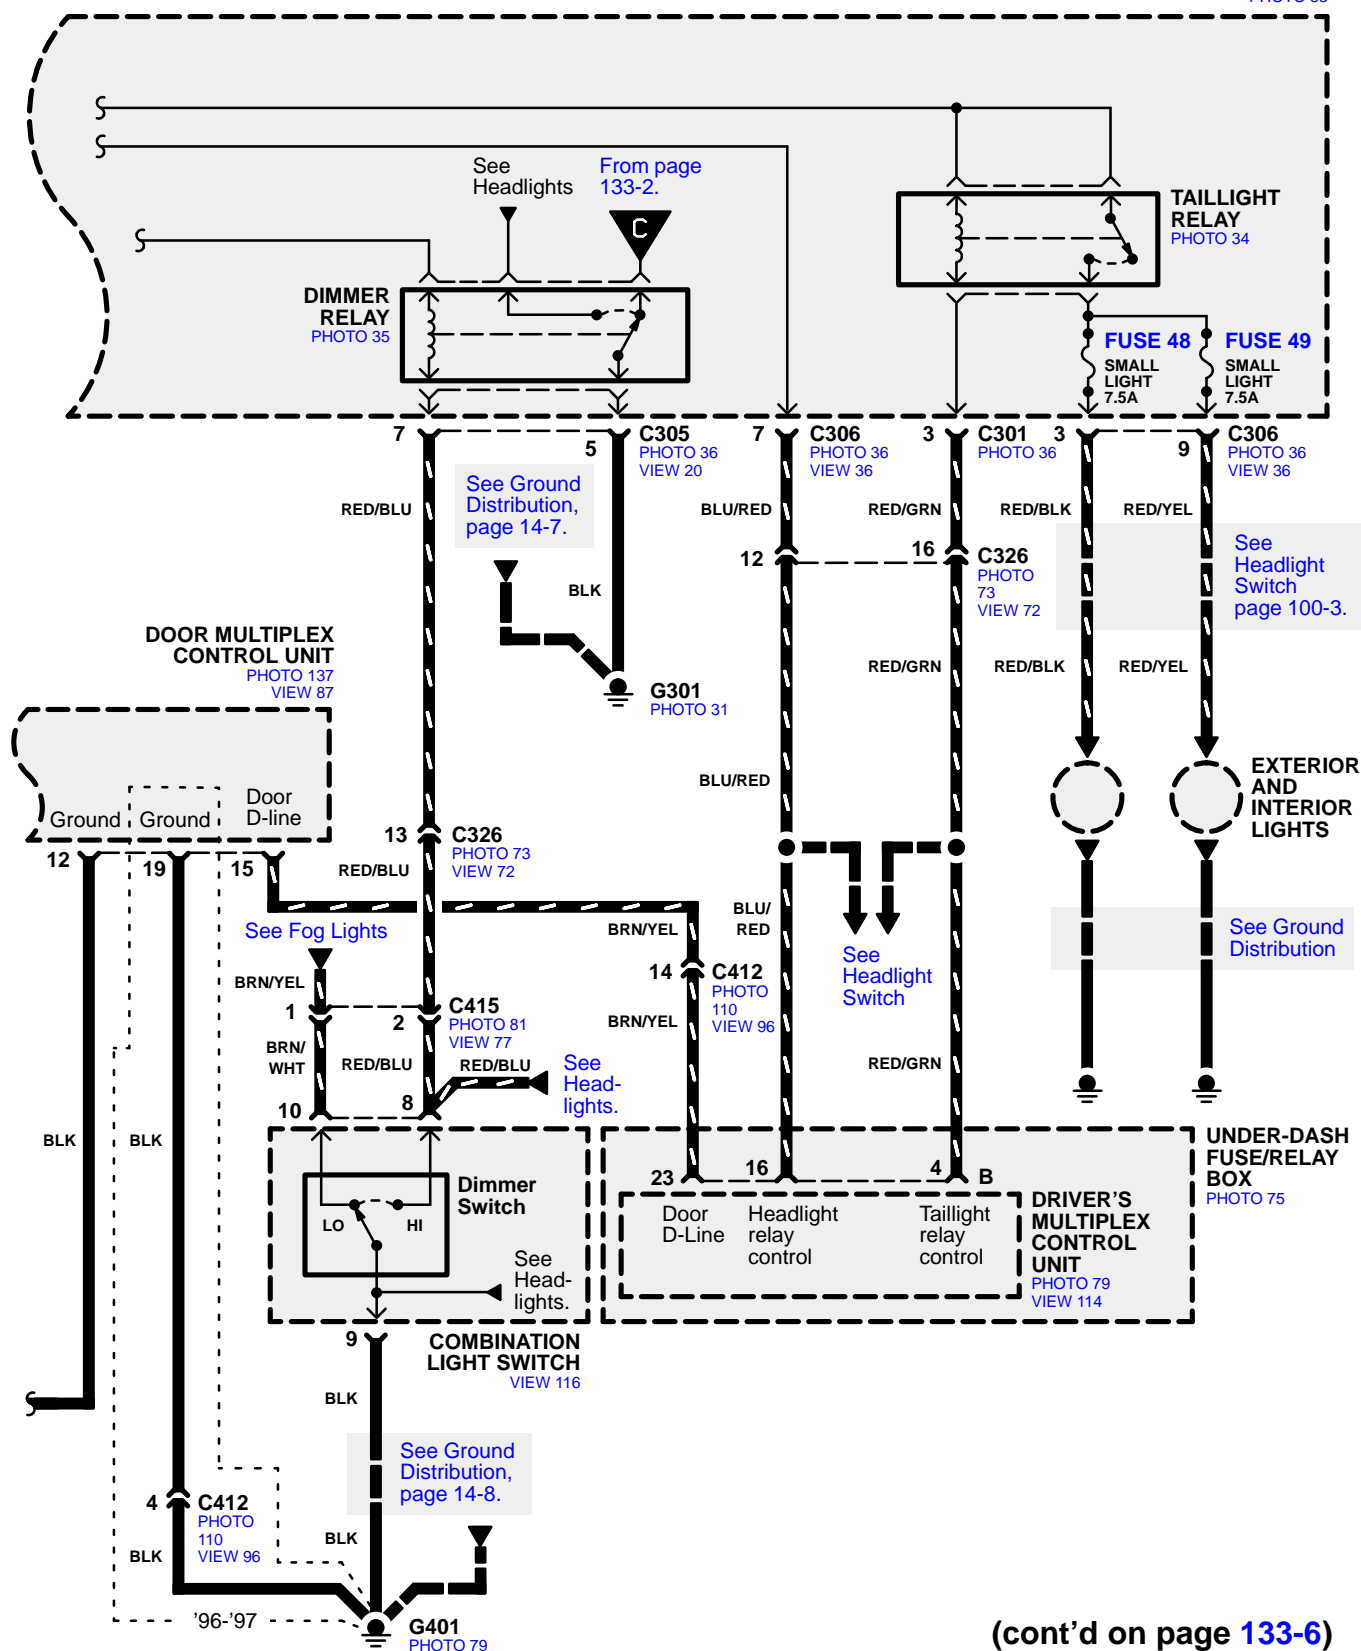 See
Headlights
From page
133-2.
C
TAILLIGHT
RELAY
PHOTO 34
DIMMER
RELAY
PHOTO 35
FUSE 48
SMALL
LIGHT
7.5A
FUSE 49
SMALL
LIGHT
7.5A
7
5
C305
PHOTO 36
VIEW 20
7
C306
PHOTO 36
VIEW 36
3
C301
PHOTO 36
3
9
C306
PHOTO 36
VIEW 36
See Ground
Distribution,
page 14-7.
RED/BLU
BLU/RED
RED/GRN
RED/BLK
RED/YEL
12
16
C326
PHOTO
73
VIEW 72
See
Headlight
Switch
page 100-3.
BLK
DOOR MULTIPLEX
CONTROL UNIT
PHOTO 137
VIEW 87
G301
PHOTO 31
RED/GRN
RED/BLK
RED/YEL
Ground
Ground
Door
D-line
BLU/RED
EXTERIOR
AND
INTERIOR
LIGHTS
12
19
15
13
C326
PHOTO 73
VIEW 72
RED/BLU
See Fog Lights
BRN/YEL
BLU/
RED
See
Headlight
Switch
See Ground
Distribution
BRN/YEL
14
C412
PHOTO
110
VIEW 96
1
2
C415
PHOTO 81
VIEW 77
BRN/YEL
BRN/
WHT
RED/BLU
RED/BLU
See
Head-
lights.
RED/GRN
10
8
BLK
BLK
UNDER-DASH
FUSE/RELAY
BOX
PHOTO 75
Dimmer
Switch
LO
HI
See
Head-
lights.
23
16
4
B
Door
D-Line
Headlight
relay
control
Taillight
relay
control
DRIVER’S
MULTIPLEX
CONTROL
UNIT
PHOTO 79
VIEW 114
9
COMBINATION
LIGHT SWITCH
VIEW 116
BLK
See Ground
Distribution,
page 14-8.
4
C412
PHOTO
110
VIEW 96
BLK
BLK
’96-’97
G401
PHOTO 79
(cont’d on page 133-6)